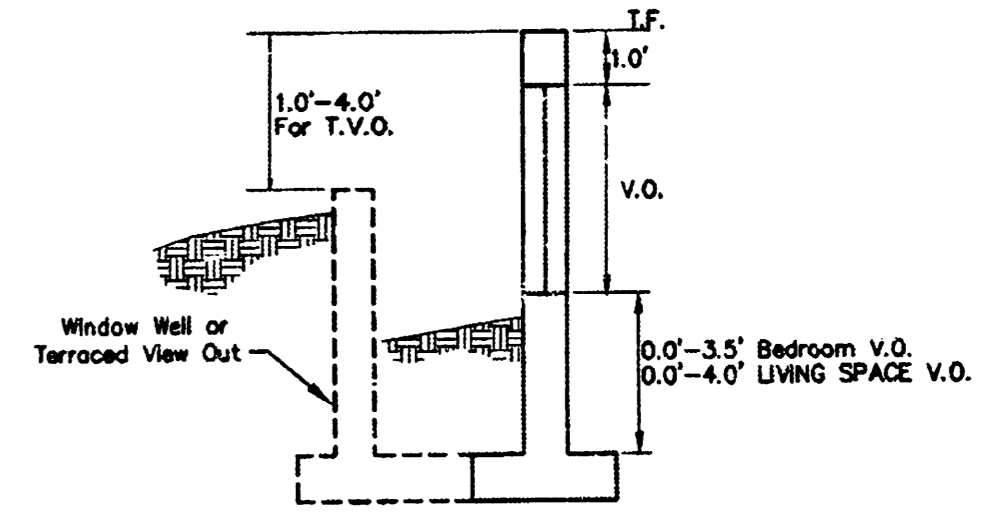 T.F.
1.0'
1.0'-4.0'
For T.V.O.
V.O.
Window Well or
Terraced View Out
0.0'-3.5' Bedroom V.O.
0.0'-4.0' LIVING SPACE V.O.